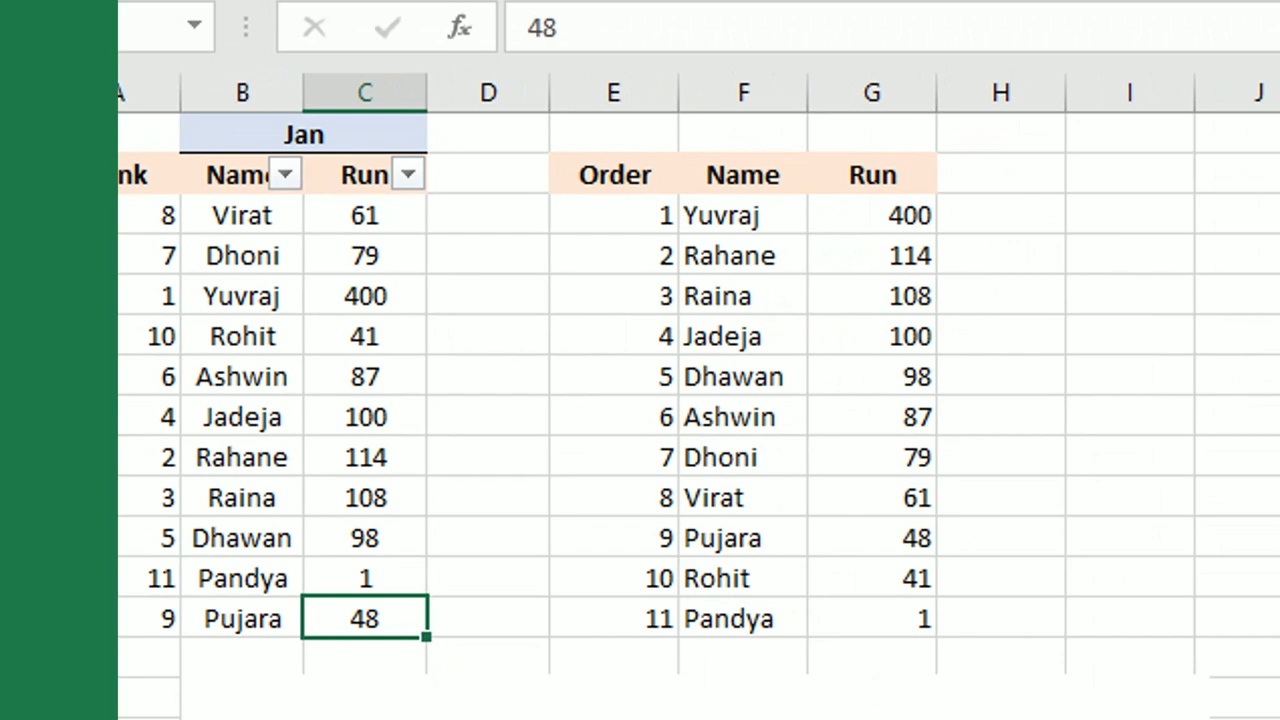 fx 48
A B C D E F G H I J
Jan
nk Name Run Order Name Run
8 Virat 61 1 Yuvraj 400
7 Dhoni 79 2 Rahane 114
1 Yuvraj 400 3 Raina 108
10 Rohit 41 4 Jadeja 100
6 Ashwin 87 5 Dhawan 98
4 Jadeja 100 6 Ashwin 87
2 Rahane 114 7 Dhoni 79
3 Raina 108 8 Virat 61
5 Dhawan 98 9 Pujara 48
11 Pandya 1 10 Rohit 41
9 Pujara 48 11 Pandya 1